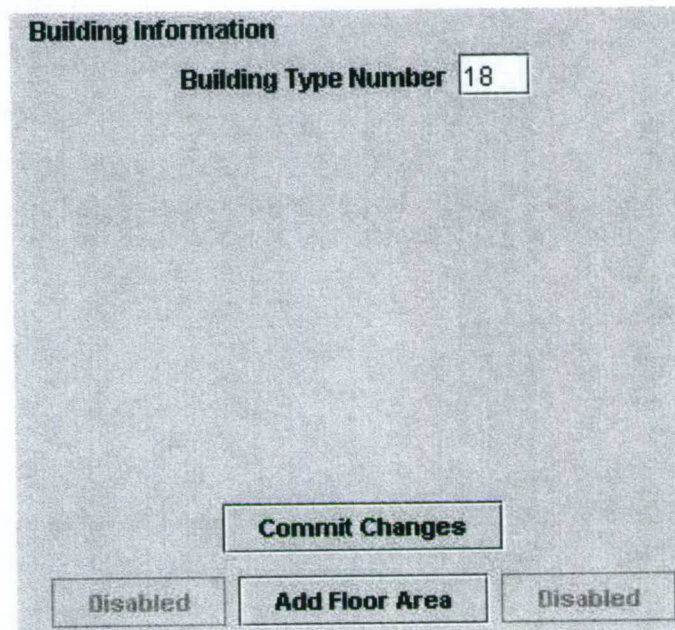 Building Information
Building Type Number 18
Commit Changes
Disabled Add Floor Area Disabled